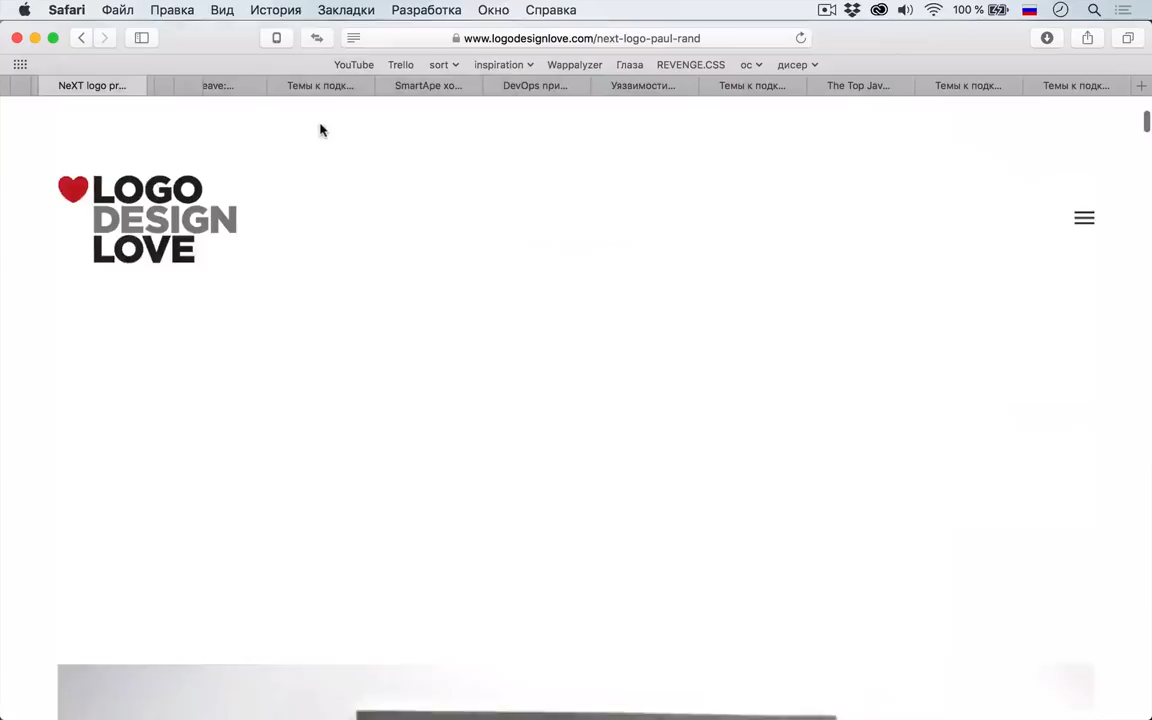 Safari Файл Правка Вид История Закладки Разработка Окно Справка 100 %
www.logodesignlove.com/next-logo-paul-rand
YouTube Trello sort inspiration Wappalyzer Глаза REVENGE.CSS ос дисер
NeXT logo pr... eave:... Темы к подк... SmartApe хо... DevOps при... Уязвимости... Темы к подк... The Top Jav... Темы к подк... Темы к подк...
LOGO
DESIGN
LOVE